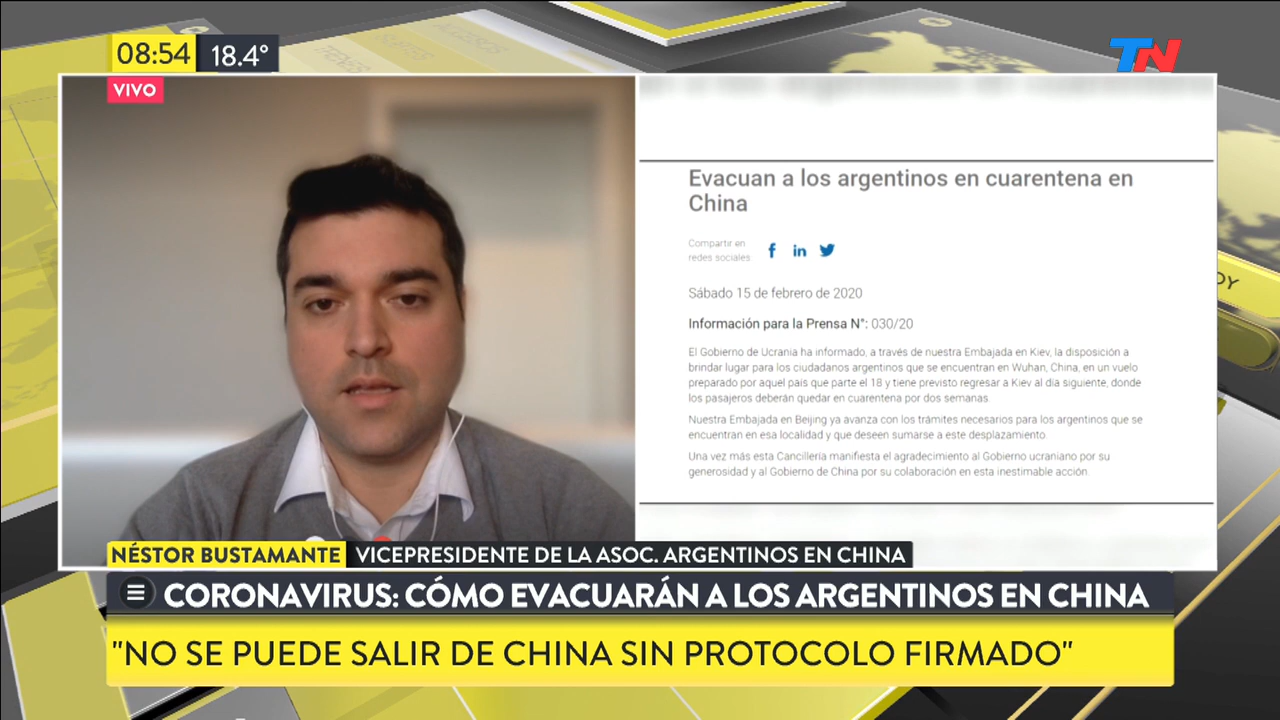 08:54 18.4°
TN
VIVO
Evacuan a los argentinos en cuarentena en
China
Compartir en
redes sociales
Sábado 15 de febrero de 2020
Información para la Prensa N°: 030/20
El Gobierno de Ucrania ha informado, a través de nuestra Embajada en Kiev, la disposición a
brindar lugar para los ciudadanos argentinos que se encuentran en Wuhan, China, en un vuelo
preparado por aquel país que parte el 18 y tiene previsto regresar a Kiev al día siguiente, donde
los pasajeros deberán quedar en cuarentena por dos semanas.
Nuestra Embajada en Beijing ya avanza con los trámites necesarios para los argentinos que se
encuentran en esa localidad y que deseen sumarse a este desplazamiento.
Una vez más esta Cancillería manifiesta el agradecimiento al Gobierno ucraniano por su
generosidad y al Gobierno de China por su colaboración en esta inestimable acción.
NÉSTOR BUSTAMANTE VICEPRESIDENTE DE LA ASOC. ARGENTINOS EN CHINA
CORONAVIRUS: CÓMO EVACUARÁN A LOS ARGENTINOS EN CHINA
"NO SE PUEDE SALIR DE CHINA SIN PROTOCOLO FIRMADO"